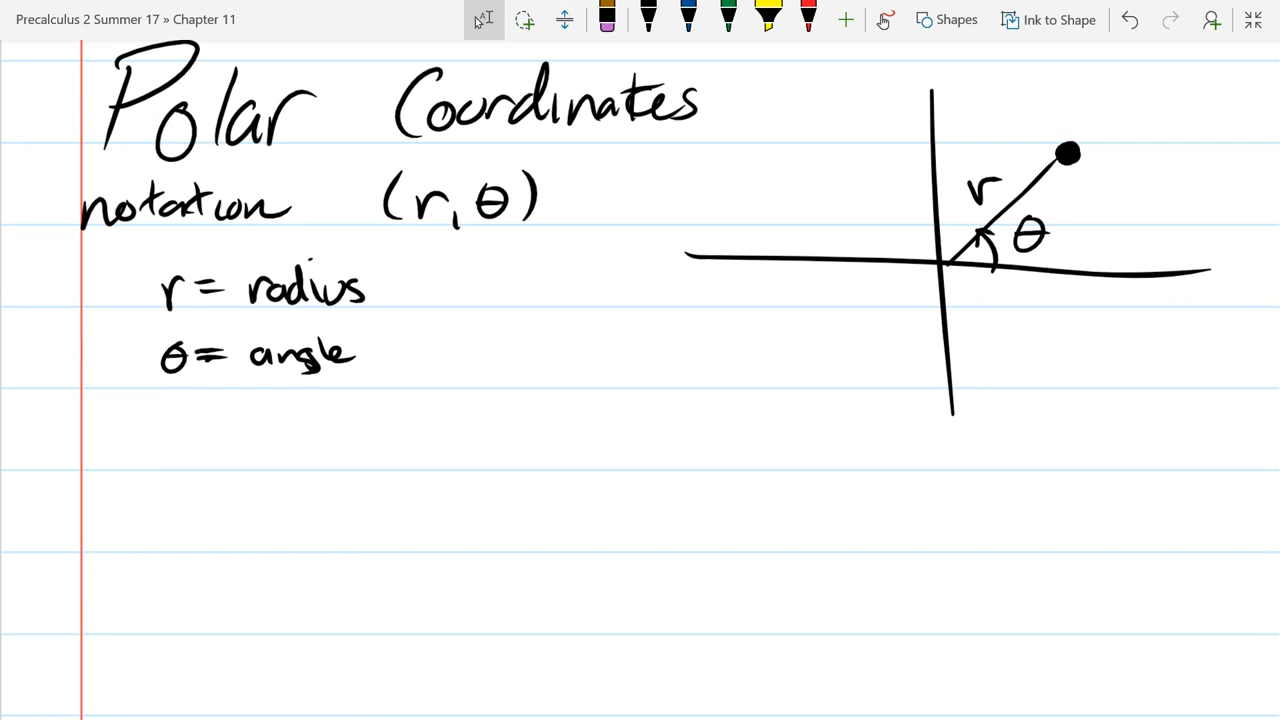 Precalculus 2 Summer 17 » Chapter 11
Shapes
Ink to Shape
Polar Coordinates
notation (r, θ)
r = radius
θ = angle
r
θ